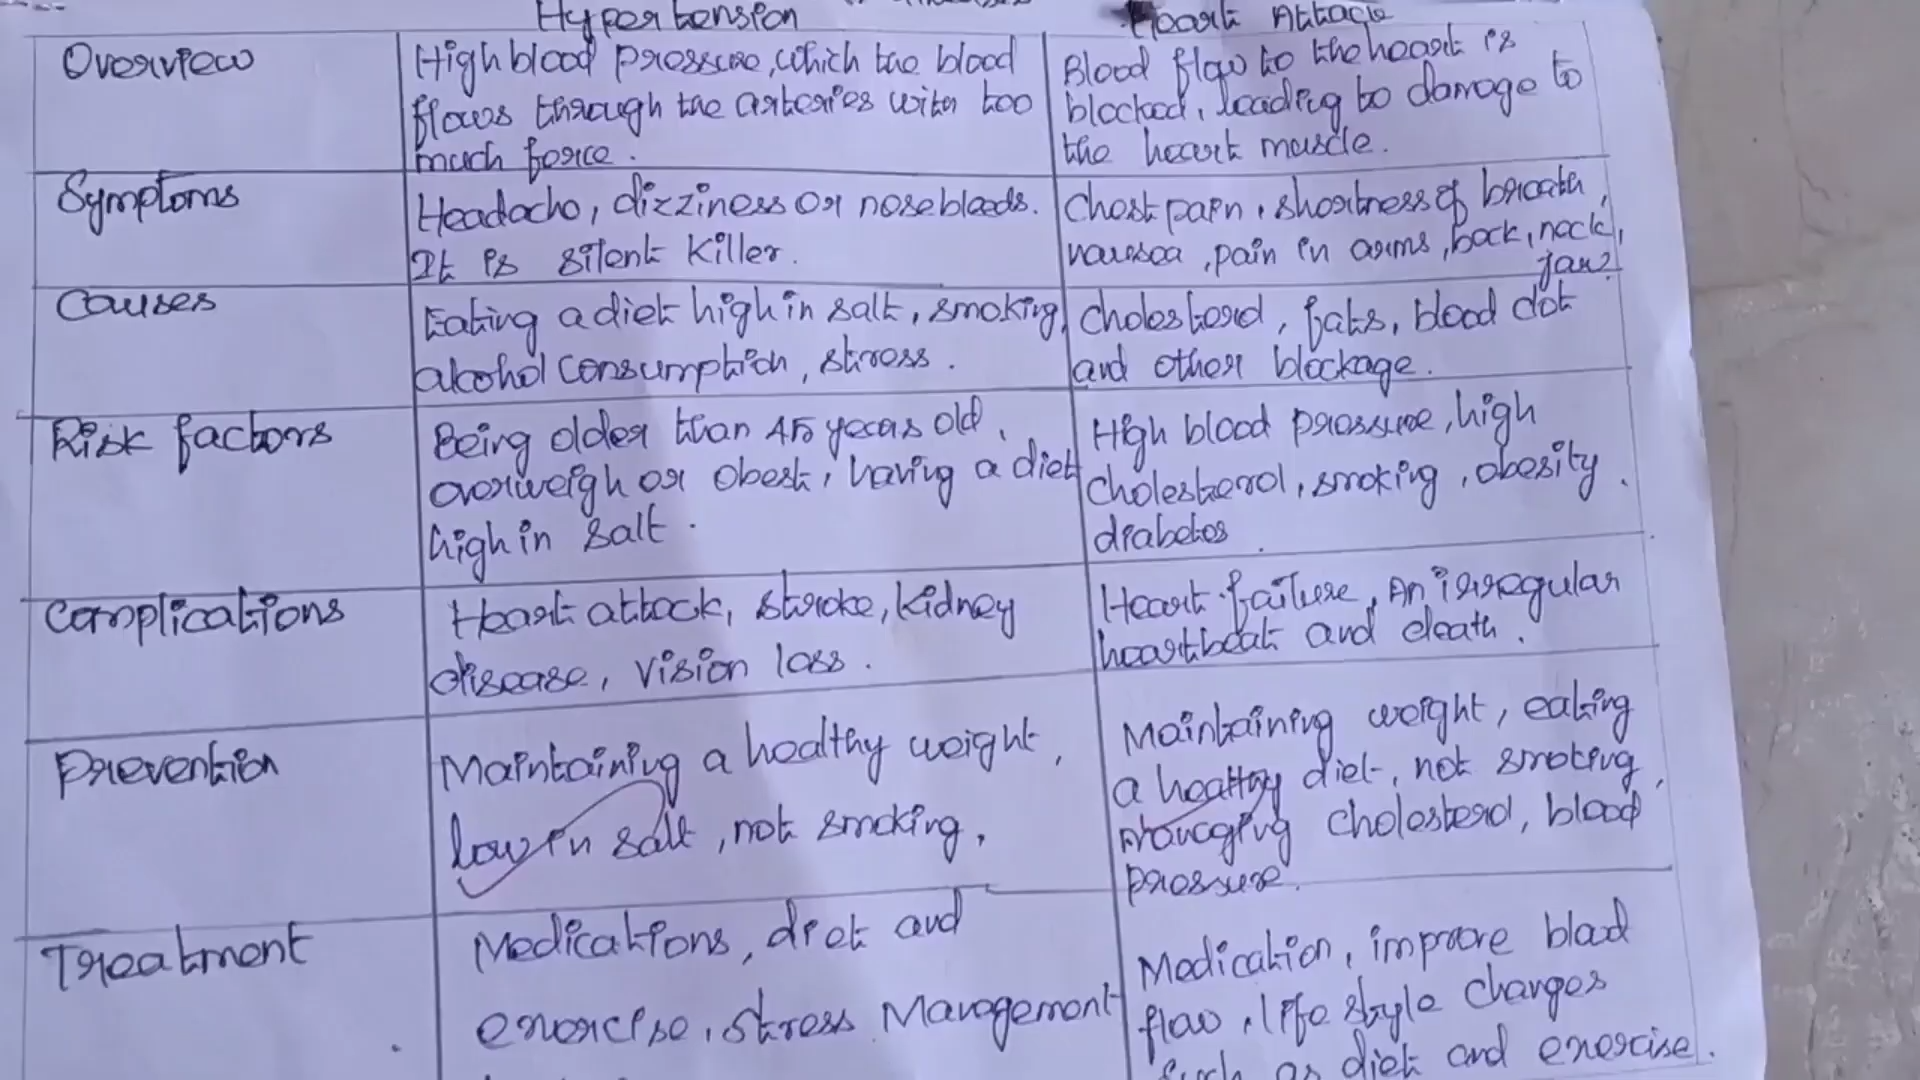 Hypertension
Heart Attack
Overview
High blood pressure, which the blood
flows through the arteries with too
much force.
Blood flow to the heart is
blocked, leading to damage to
the heart muscle.
Symptoms
Headache, dizziness or nosebleeds.
It is silent killer.
Chest pain, shortness of breath,
nausea, pain in arms, back, neck,
jaw.
Causes
Eating a diet high in salt, smoking,
alcohol consumption, stress.
Cholesterol, fats, blood clot
and other blockage.
Risk factors
Being older than 45 years old,
overweigh or obest, having a diet
high in salt.
High blood pressure, high
cholesterol, smoking, obesity.
diabetes.
Complications
Heart attack, stroke, kidney
disease, vision loss.
Heart failure, An irregular
heartbeat and death.
Prevention
Maintaining a healthy weight,
low in salt, not smoking,
Maintaining weight, eating
a healthy diet, not smoking,
managing cholesterol, blood
pressure.
Treatment
Medications, diet and
exercise, stress Management
Medication, improve blood
flow, life style changes
such as diet and exercise.